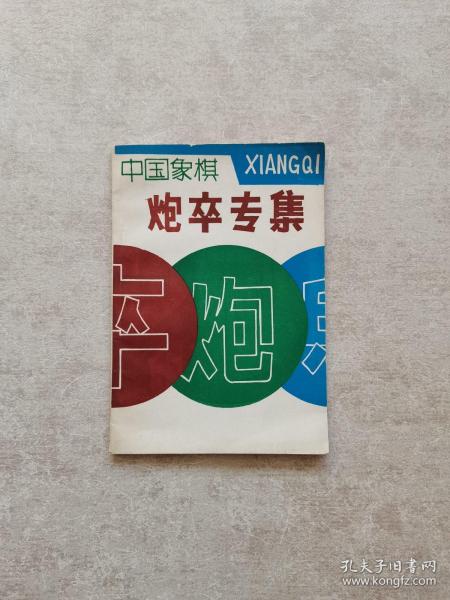 中国象棋 XIANGQI
炮卒专集
卒 炮
孔夫子旧书网
www.kongfz.com